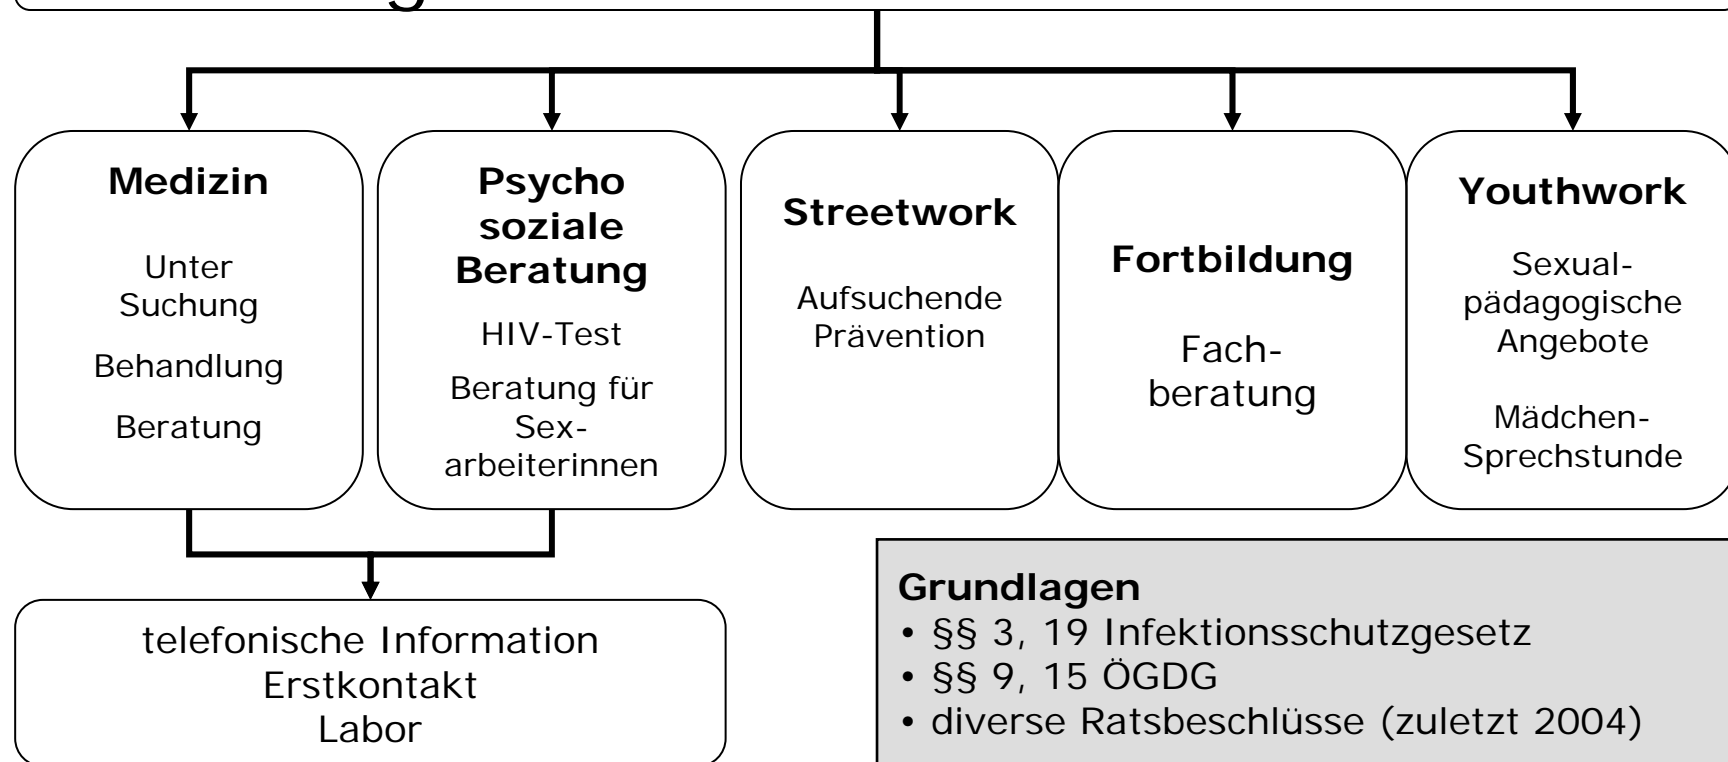 Medizin
Unter
Suchung
Behandlung
Beratung
Psycho
soziale
Beratung
HIV-Test
Beratung für
Sex-
arbeiterinnen
Streetwork
Aufsuchende
Prävention
Fortbildung
Fach-
beratung
Youthwork
Sexual-
pädagogische
Angebote
Mädchen-
Sprechstunde
telefonische Information
Erstkontakt
Labor
Grundlagen
• §§ 3, 19 Infektionsschutzgesetz
• §§ 9, 15 ÖGDG
• diverse Ratsbeschlüsse (zuletzt 2004)